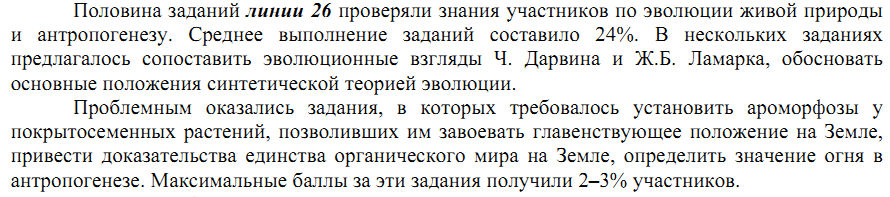 Половина заданий линии 26 проверяли знания участников по эволюции живой природы
и антропогенезу. Среднее выполнение заданий составило 24%. В нескольких заданиях
предлагалось сопоставить эволюционные взгляды Ч. Дарвина и Ж.Б. Ламарка, обосновать
основные положения синтетической теорией эволюции.
Проблемным оказались задания, в которых требовалось установить ароморфозы у
покрытосеменных растений, позволивших им завоевать главенствующее положение на Земле,
привести доказательства единства органического мира на Земле, определить значение огня в
антропогенезе. Максимальные баллы за эти задания получили 2–3% участников.